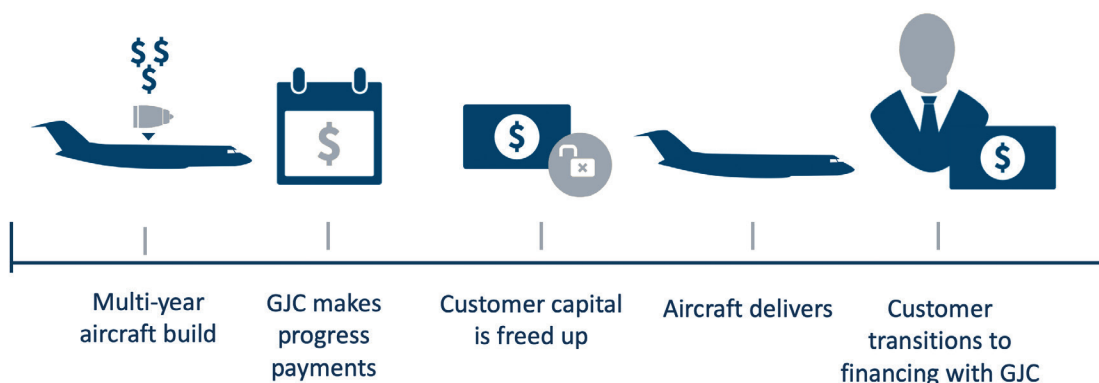 $ $
$
$
$
$
Multi-year
aircraft build
GJC makes
progress
payments
Customer capital
is freed up
Aircraft delivers
Customer
transitions to
financing with GJC